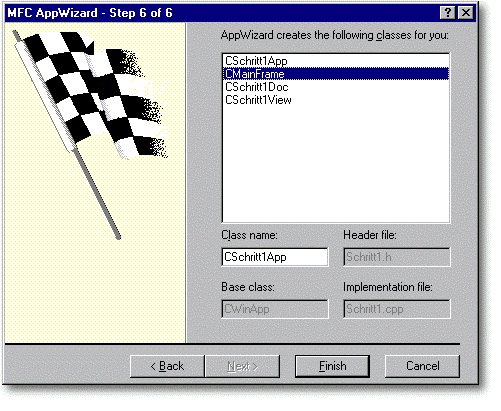 MFC AppWizard - Step 6 of 6
AppWizard creates the following classes for you:
CSchritt1App
CMainFrame
CSchritt1Doc
CSchritt1View
Class name:
Header file:
CSchritt1App
Schritt1.h
Base class:
Implementation file:
CWinApp
Schritt1.cpp
< Back
Next >
Finish
Cancel